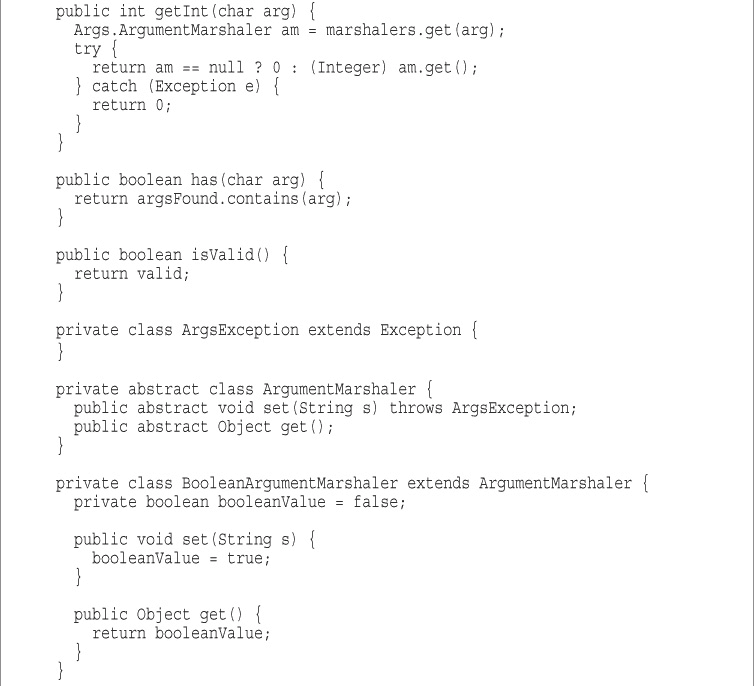 public int getInt(char arg) {
  Args.ArgumentMarshaler am = marshalers.get(arg);
  try {
    return am == null ? 0 : (Integer) am.get();
  } catch (Exception e) {
    return 0;
  }
}

public boolean has(char arg) {
  return argsFound.contains(arg);
}

public boolean isValid() {
  return valid;
}

private class ArgsException extends Exception {
}

private abstract class ArgumentMarshaler {
  public abstract void set(String s) throws ArgsException;
  public abstract Object get();
}

private class BooleanArgumentMarshaler extends ArgumentMarshaler {
  private boolean booleanValue = false;

  public void set(String s) {
    booleanValue = true;
  }

  public Object get() {
    return booleanValue;
  }
}